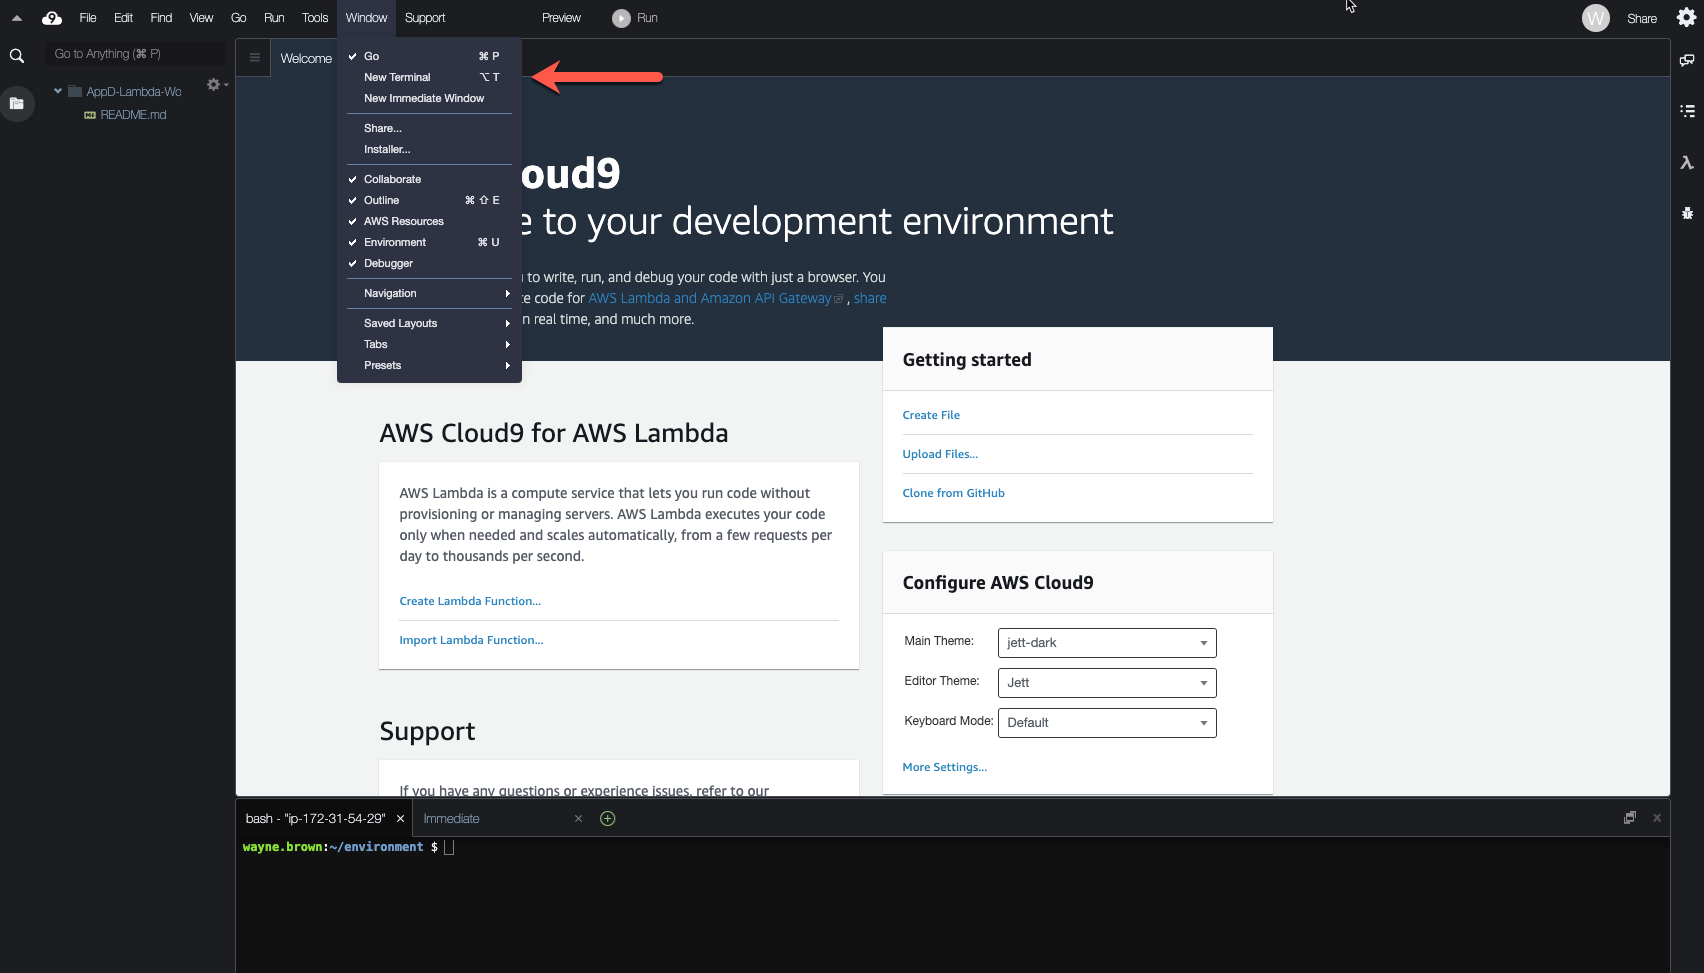 File Edit Find View Go Run Tools Window Support Preview Run W Share
Go to Anything (⌘ P)
AppD-Lambda-Wo
README.md
Welcome
Go ⌘ P
New Terminal ⌥ T
New Immediate Window
Share...
Installer...
Collaborate
Outline ⌘ ⇧ E
AWS Resources
Environment ⌘ U
Debugger
Navigation
Saved Layouts
Tabs
Presets
oud9
e to your development environment
to write, run, and debug your code with just a browser. You
te code for AWS Lambda and Amazon API Gateway , share
n real time, and much more.
AWS Cloud9 for AWS Lambda
AWS Lambda is a compute service that lets you run code without
provisioning or managing servers. AWS Lambda executes your code
only when needed and scales automatically, from a few requests per
day to thousands per second.
Create Lambda Function...
Import Lambda Function...
Support
If you have any questions or experience issues, refer to our
Getting started
Create File
Upload Files...
Clone from GitHub
Configure AWS Cloud9
Main Theme: jett-dark
Editor Theme: Jett
Keyboard Mode: Default
More Settings...
bash - "ip-172-31-54-29" × Immediate ×
wayne.brown:~/environment $